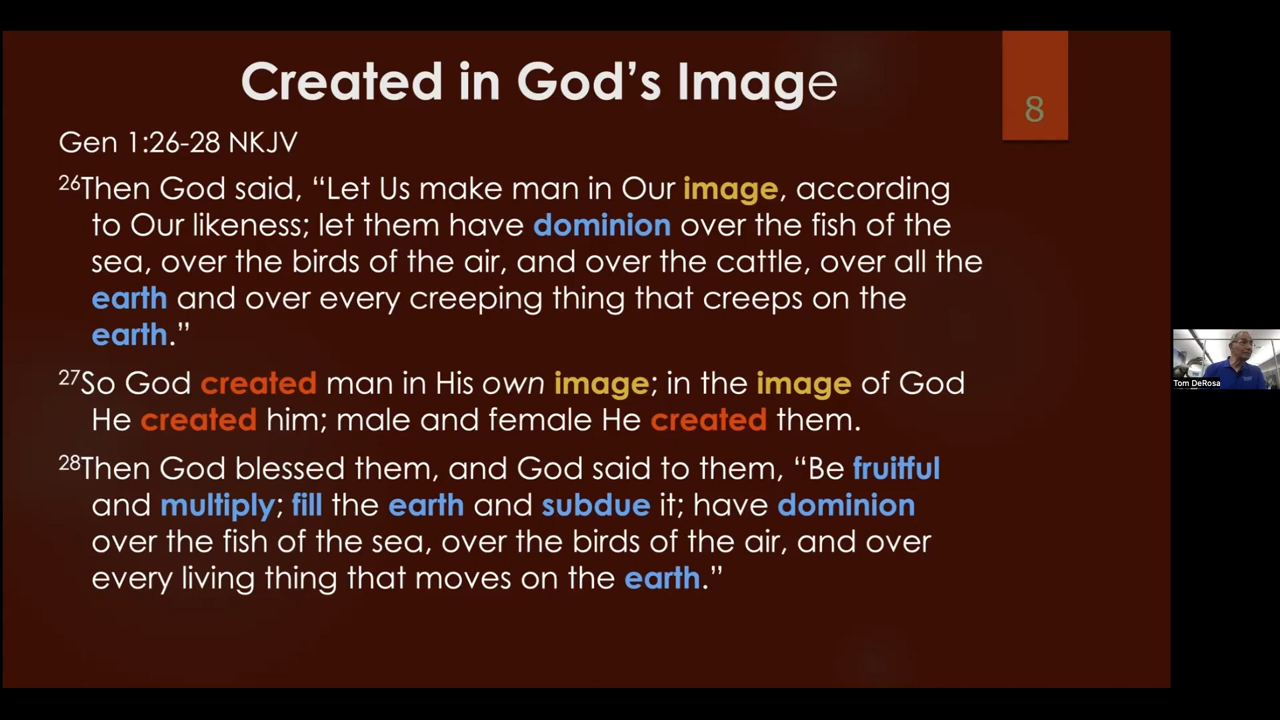 Created in God’s Image
8
Gen 1:26-28 NKJV
26Then God said, “Let Us make man in Our image, according
to Our likeness; let them have dominion over the fish of the
sea, over the birds of the air, and over the cattle, over all the
earth and over every creeping thing that creeps on the
earth.”
27So God created man in His own image; in the image of God
He created him; male and female He created them.
28Then God blessed them, and God said to them, “Be fruitful
and multiply; fill the earth and subdue it; have dominion
over the fish of the sea, over the birds of the air, and over
every living thing that moves on the earth.”
Tom DeRosa